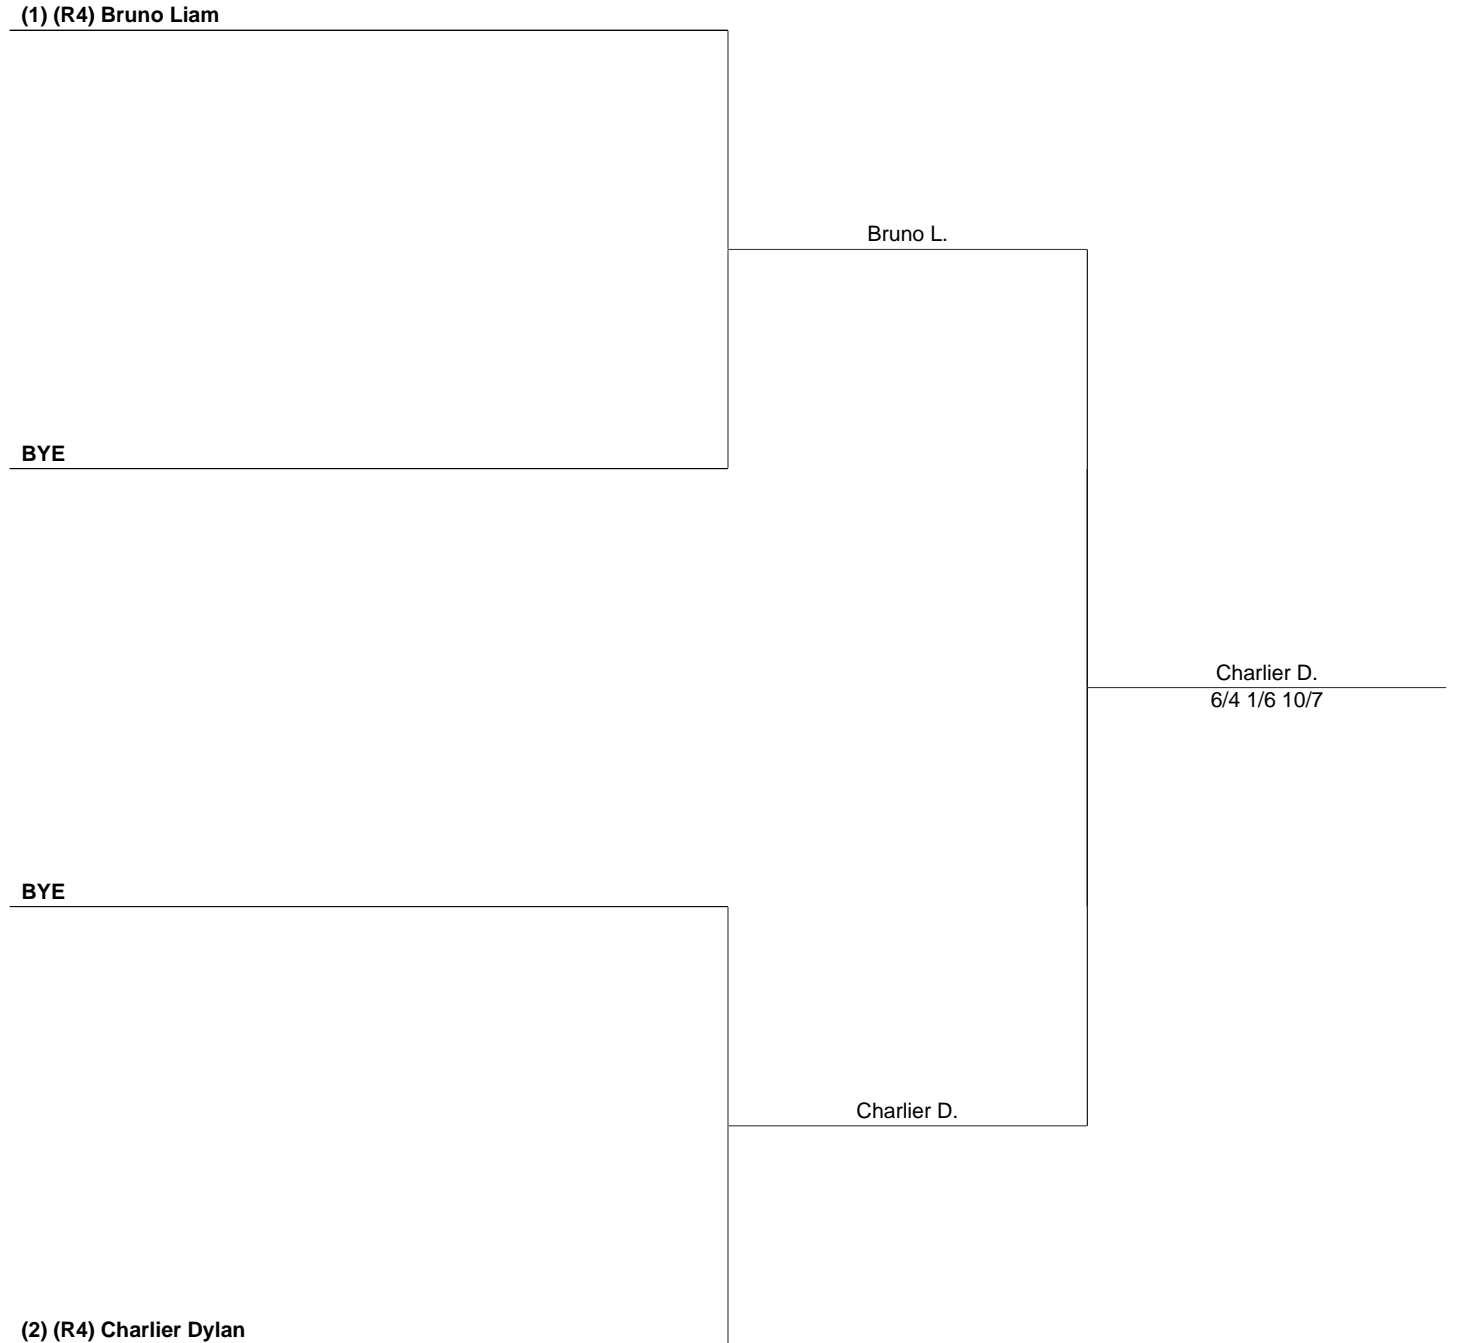 (1) (R4) Bruno Liam
Bruno L.
BYE
Charlier D.
6/4 1/6 10/7
BYE
Charlier D.
(2) (R4) Charlier Dylan